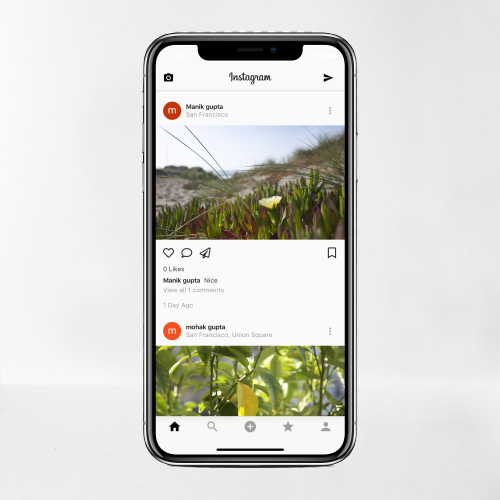 Instagram
m
Manik gupta
San Francisco
0 Likes
Manik gupta Nice
View all 1 comments
1 Day Ago
m
mohak gupta
San Francisco, Union Square